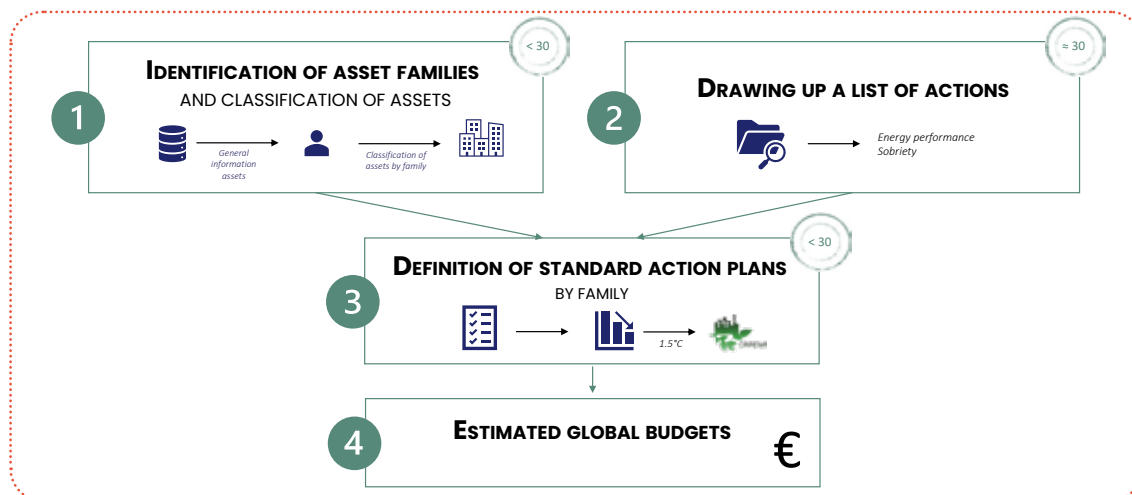 < 30
IDENTIFICATION OF ASSET FAMILIES
AND CLASSIFICATION OF ASSETS
1
General
information
assets
Classification of
assets by family
≈ 30
DRAWING UP A LIST OF ACTIONS
2
Energy performance
Sobriety
< 30
DEFINITION OF STANDARD ACTION PLANS
BY FAMILY
3
1.5°C
ESTIMATED GLOBAL BUDGETS
4
€